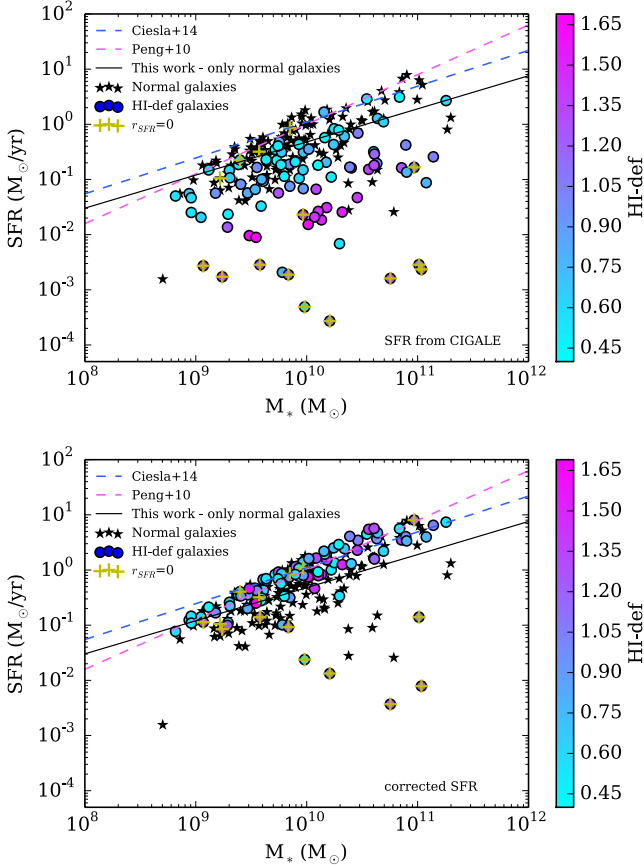 10^2
10^1
10^0
10^-1
10^-2
10^-3
10^-4
SFR (M_⊙/yr)
Ciesla+14
Peng+10
This work - only normal galaxies
Normal galaxies
HI-def galaxies
r_SFR=0
SFR from CIGALE
10^8 10^9 10^10 10^11 10^12
M_* (M_⊙)
1.65
1.50
1.35
1.20
1.05
0.90
0.75
0.60
0.45
HI-def
10^2
10^1
10^0
10^-1
10^-2
10^-3
10^-4
SFR (M_⊙/yr)
Ciesla+14
Peng+10
This work - only normal galaxies
Normal galaxies
HI-def galaxies
r_SFR=0
corrected SFR
10^8 10^9 10^10 10^11 10^12
M_* (M_⊙)
1.65
1.50
1.35
1.20
1.05
0.90
0.75
0.60
0.45
HI-def